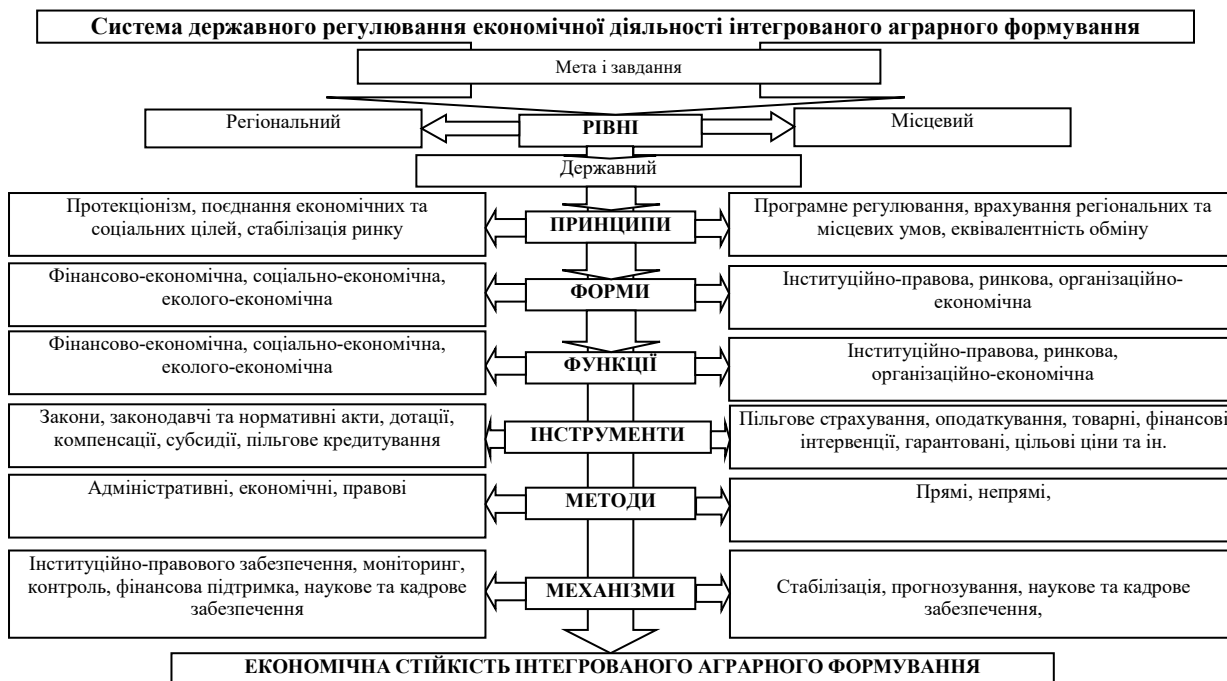 Система державного регулювання економічної діяльності інтегрованого аграрного формування
Мета і завдання
Регіональний
РІВНІ
Місцевий
Державний
Протекціонізм, поєднання економічних та
соціальних цілей, стабілізація ринку
ПРИНЦИПИ
Програмне регулювання, врахування регіональних та
місцевих умов, еквівалентність обміну
Фінансово-економічна, соціально-економічна,
еколого-економічна
ФОРМИ
Інституційно-правова, ринкова, організаційно-
економічна
Фінансово-економічна, соціально-економічна,
еколого-економічна
ФУНКЦІЇ
Інституційно-правова, ринкова,
організаційно-економічна
Закони, законодавчі та нормативні акти, дотації,
компенсації, субсидії, пільгове кредитування
ІНСТРУМЕНТИ
Пільгове страхування, оподаткування, товарні, фінансові
інтервенції, гарантовані, цільові ціни та ін.
Адміністративні, економічні, правові
МЕТОДИ
Прямі, непрямі,
Інституційно-правового забезпечення, моніторинг,
контроль, фінансова підтримка, наукове та кадрове
забезпечення
МЕХАНІЗМИ
Стабілізація, прогнозування, наукове та кадрове
забезпечення,
ЕКОНОМІЧНА СТІЙКІСТЬ ІНТЕГРОВАНОГО АГРАРНОГО ФОРМУВАННЯ